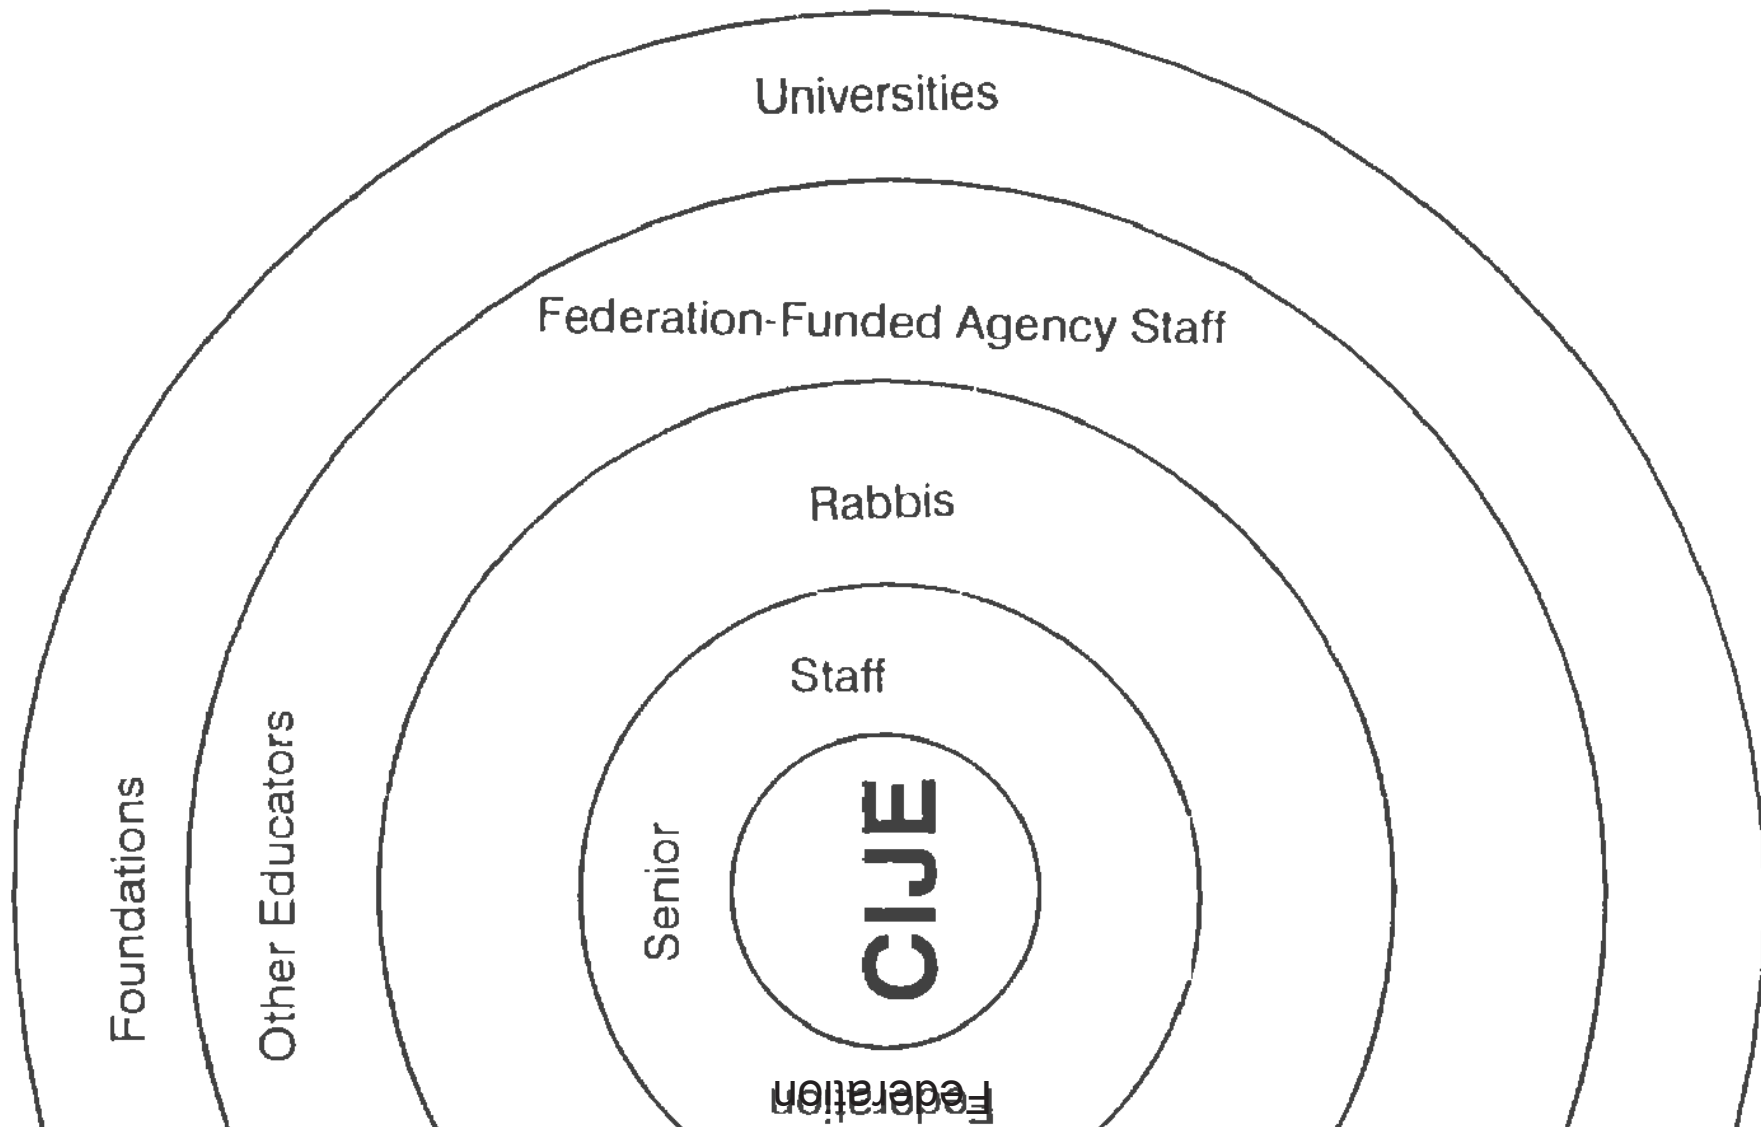 Universities
Federation-Funded Agency Staff
Rabbis
Staff
Foundations
Other Educators
Senior
CIJE
Federation